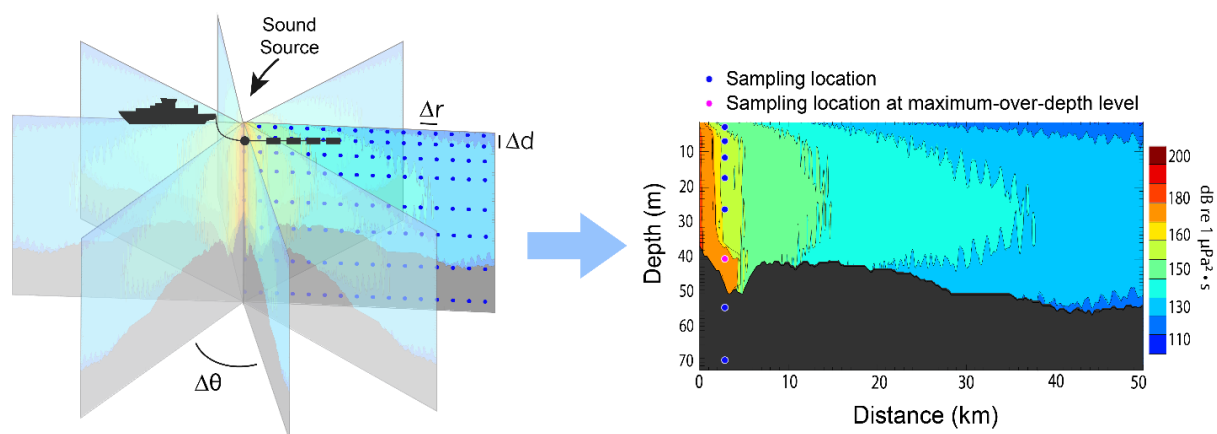 Sound
Source
Δr
Δd
Δθ
Sampling location
Sampling location at maximum-over-depth level
Depth (m)
10
20
30
40
50
60
70
0
10
20
30
40
50
Distance (km)
200
180
160
150
130
110
dB re 1 µPa²•s